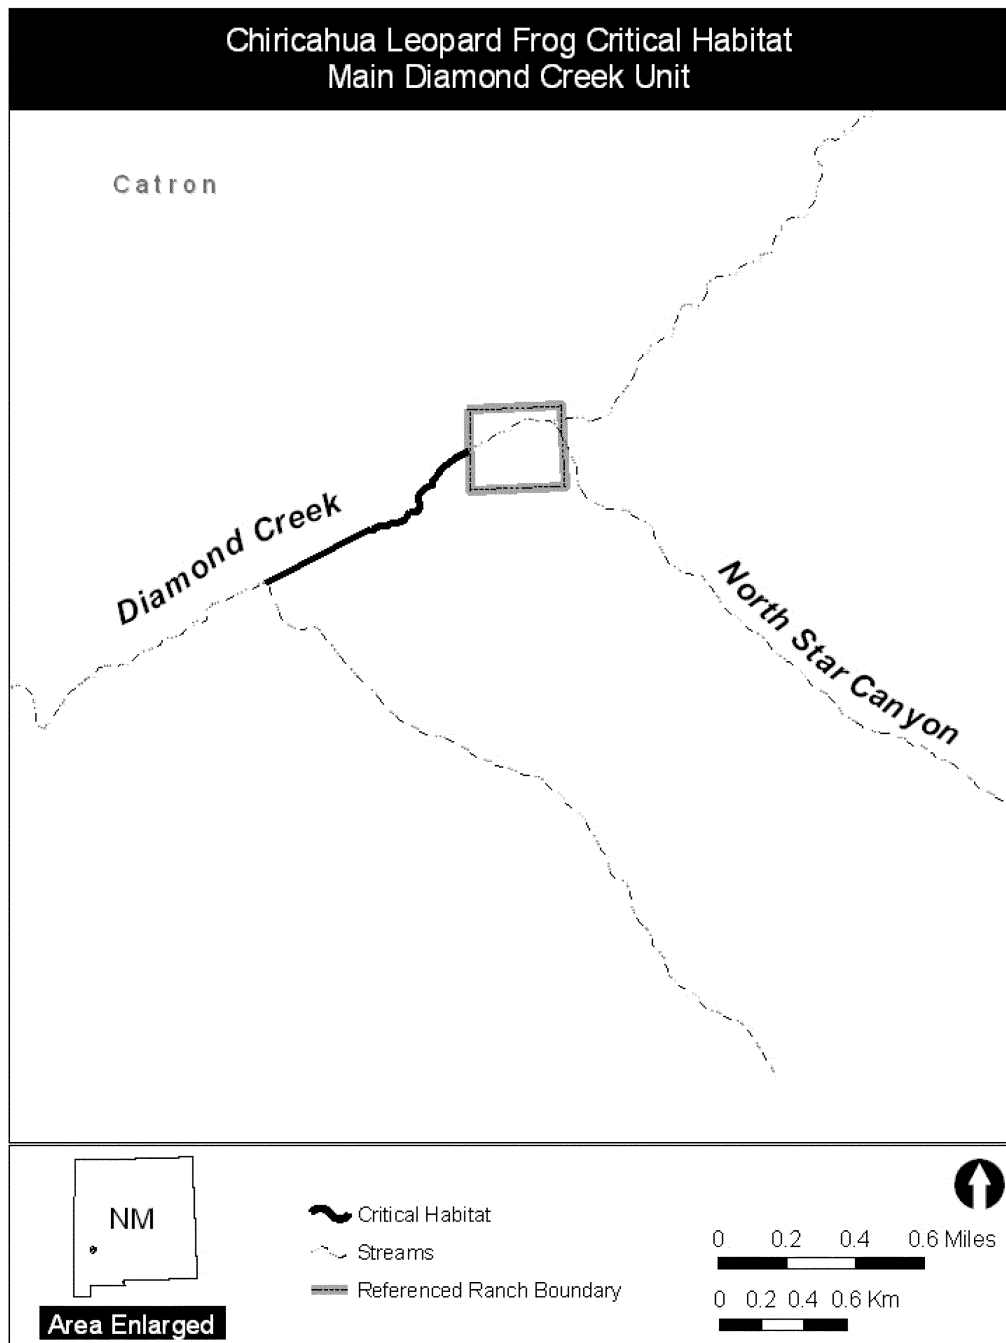 Chiricahua Leopard Frog Critical Habitat
Main Diamond Creek Unit
Catron
Diamond Creek
North Star Canyon
NM
Area Enlarged
Critical Habitat
Streams
Referenced Ranch Boundary
0 0.2 0.4 0.6 Miles
0 0.2 0.4 0.6 Km